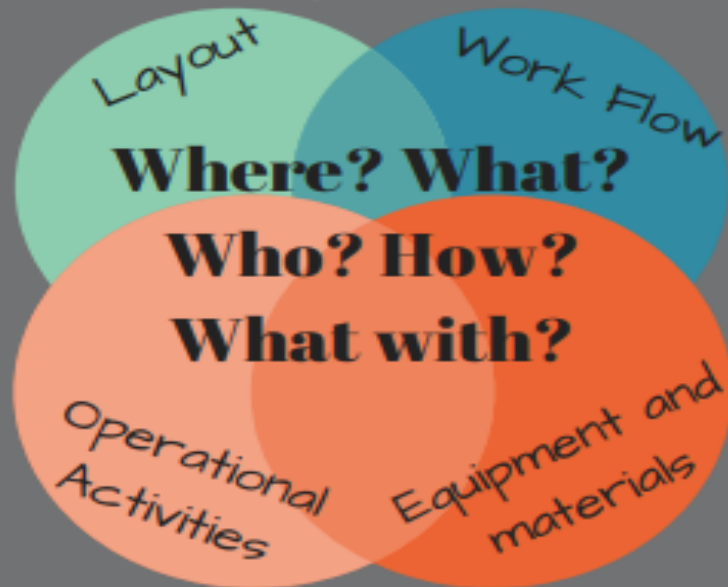 Layout
Work Flow
Where? What?
Who? How?
What with?
Operational
Activities
Equipment and
materials